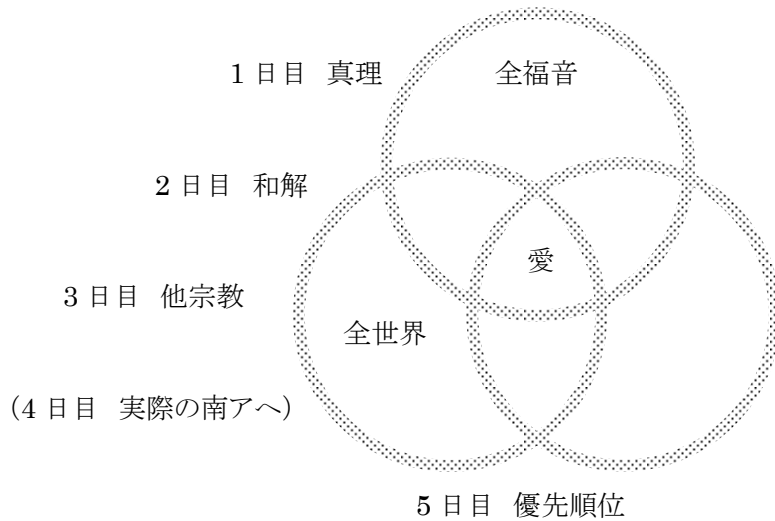 1 日目 真理
全福音
2 日目 和解
愛
3 日目 他宗教
全世界
(4 日目 実際の南アへ)
5 日目 優先順位